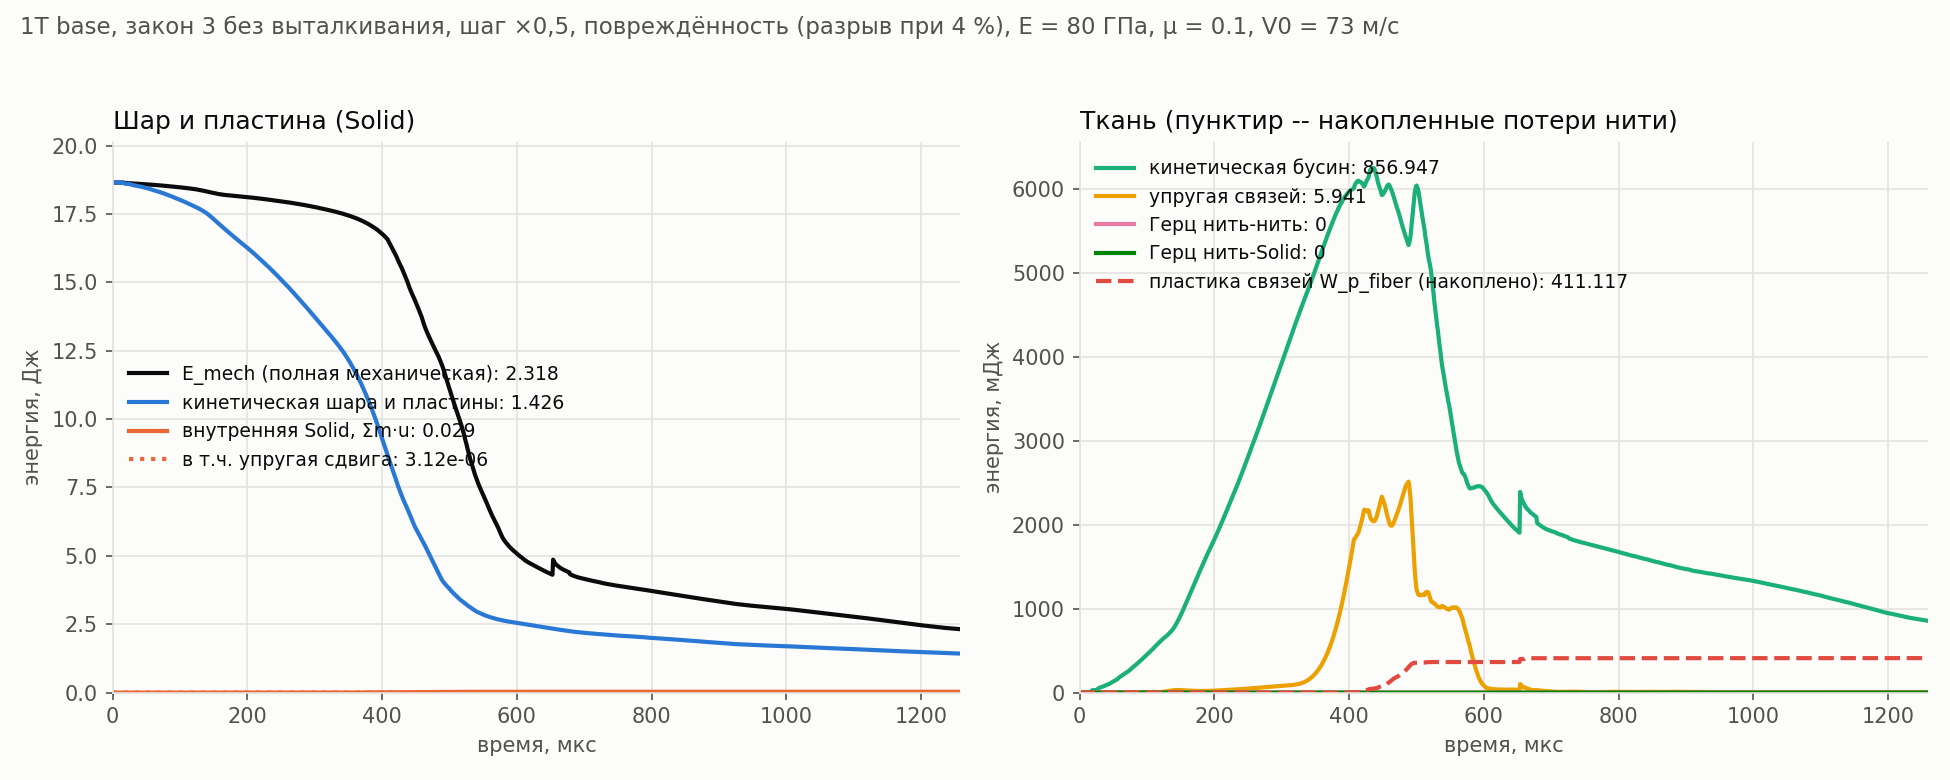 1T base, закон 3 без выталкивания, шаг ×0,5, повреждённость (разрыв при 4 %), E = 80 ГПа, μ = 0.1, V0 = 73 м/с
Шар и пластина (Solid)
энергия, Дж
20.0
17.5
15.0
12.5
10.0
7.5
5.0
2.5
0.0
E_mech (полная механическая): 2.318
кинетическая шара и пластины: 1.426
внутренняя Solid, Σm·u: 0.029
в т.ч. упругая сдвига: 3.12e-06
0 200 400 600 800 1000 1200
время, мкс
Ткань (пунктир -- накопленные потери нити)
энергия, мДж
6000
5000
4000
3000
2000
1000
0
кинетическая бусин: 856.947
упругая связей: 5.941
Герц нить-нить: 0
Герц нить-Solid: 0
пластика связей W_p_fiber (накоплено): 411.117
0 200 400 600 800 1000 1200
время, мкс